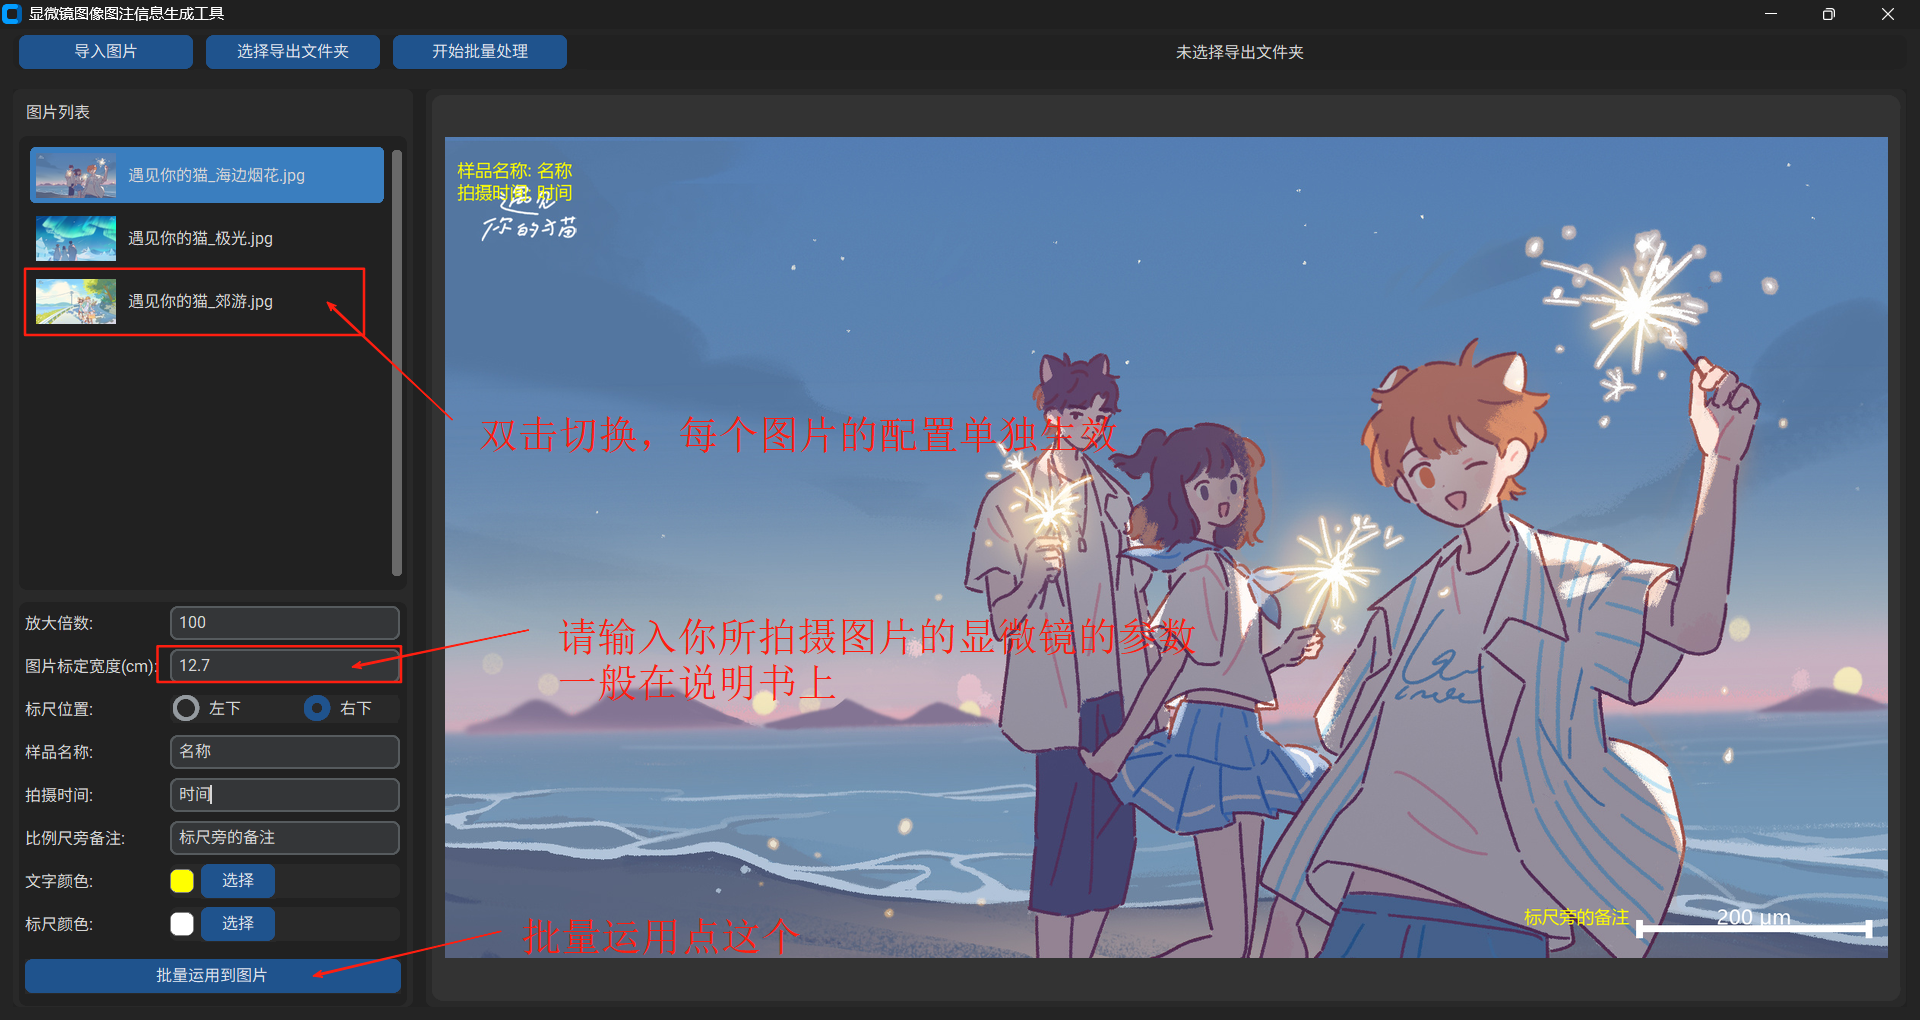 显微镜图像图注信息生成工具
导入图片
选择导出文件夹
开始批量处理
未选择导出文件夹
图片列表
遇见你的猫_海边烟花.jpg
遇见你的猫_极光.jpg
遇见你的猫_郊游.jpg
样品名称: 名称
拍摄时间: 时间
遇见
你的猫
双击切换，每个图片的配置单独生效
放大倍数:
100
请输入你所拍摄图片的显微镜的参数
一般在说明书上
图片标定宽度(cm):
12.7
标尺位置:
左下
右下
样品名称:
名称
拍摄时间:
时间
比例尺旁备注:
标尺旁的备注
文字颜色:
选择
标尺颜色:
选择
批量运用点这个
批量运用到图片
标尺旁的备注
200 um